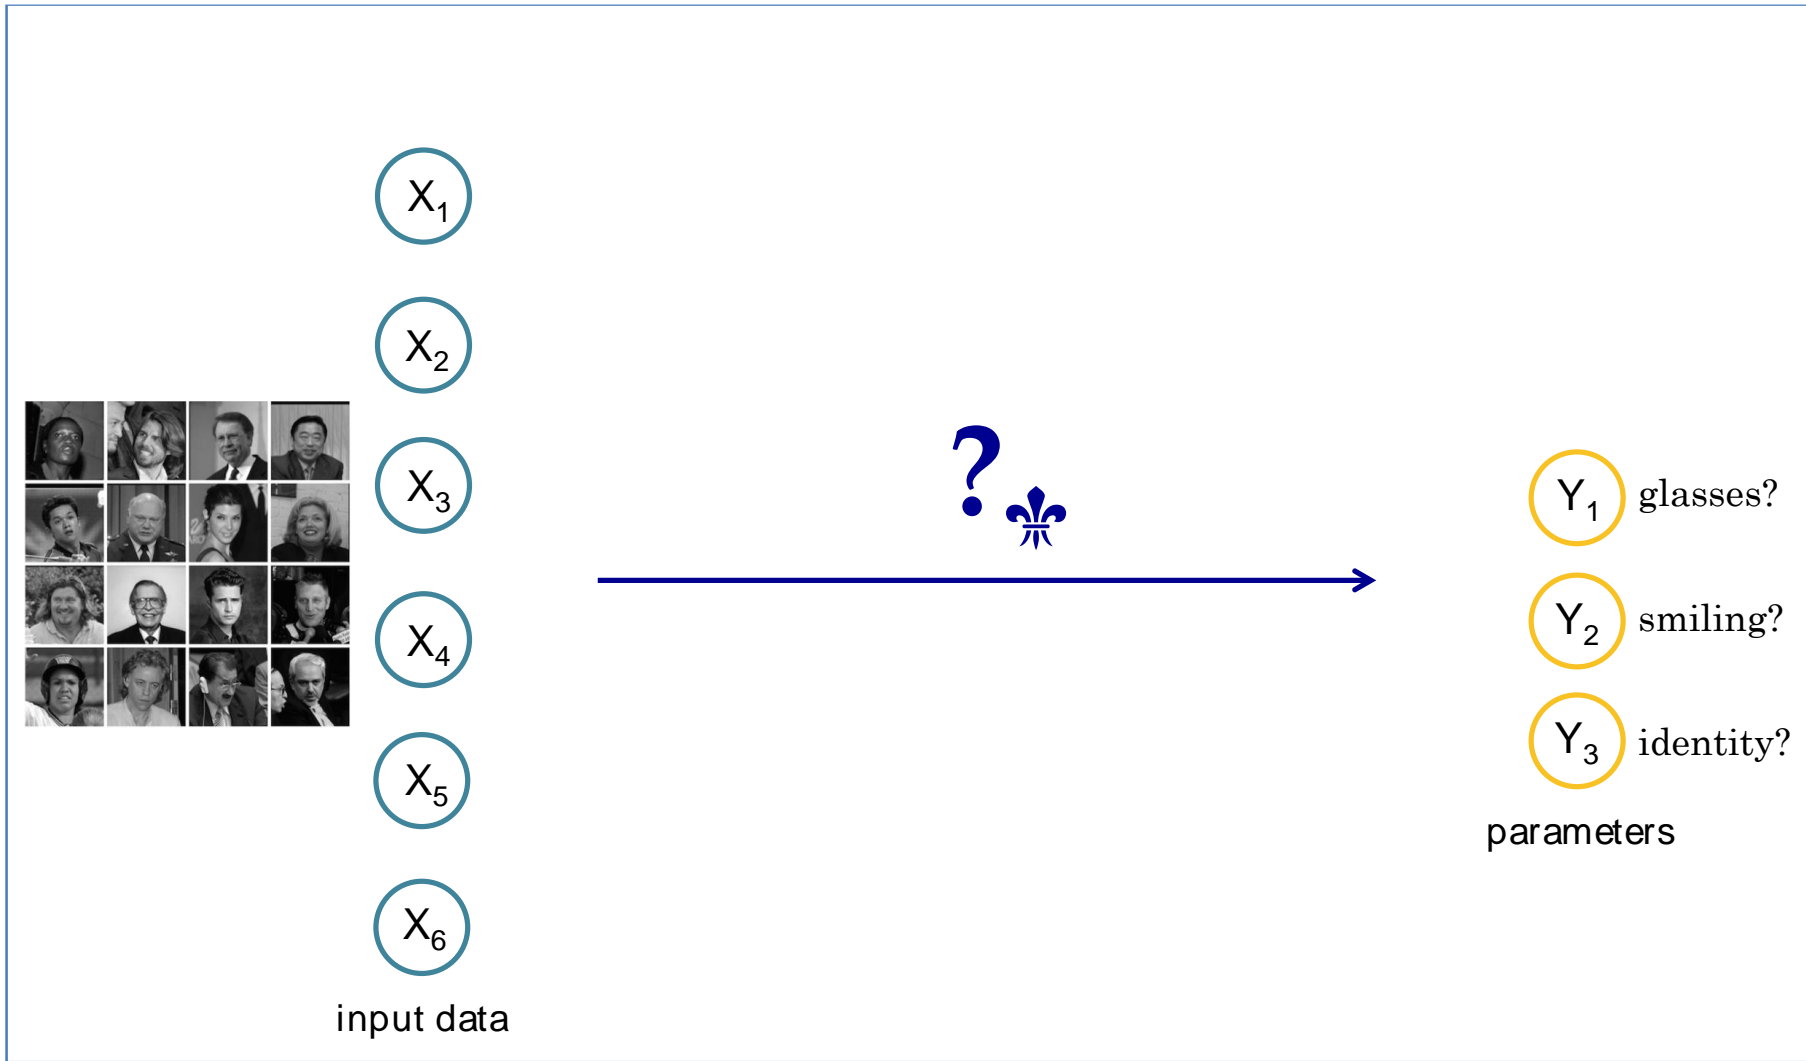 X1
X2
X3
X4
X5
X6
input data
?
Y1 glasses?
Y2 smiling?
Y3 identity?
parameters